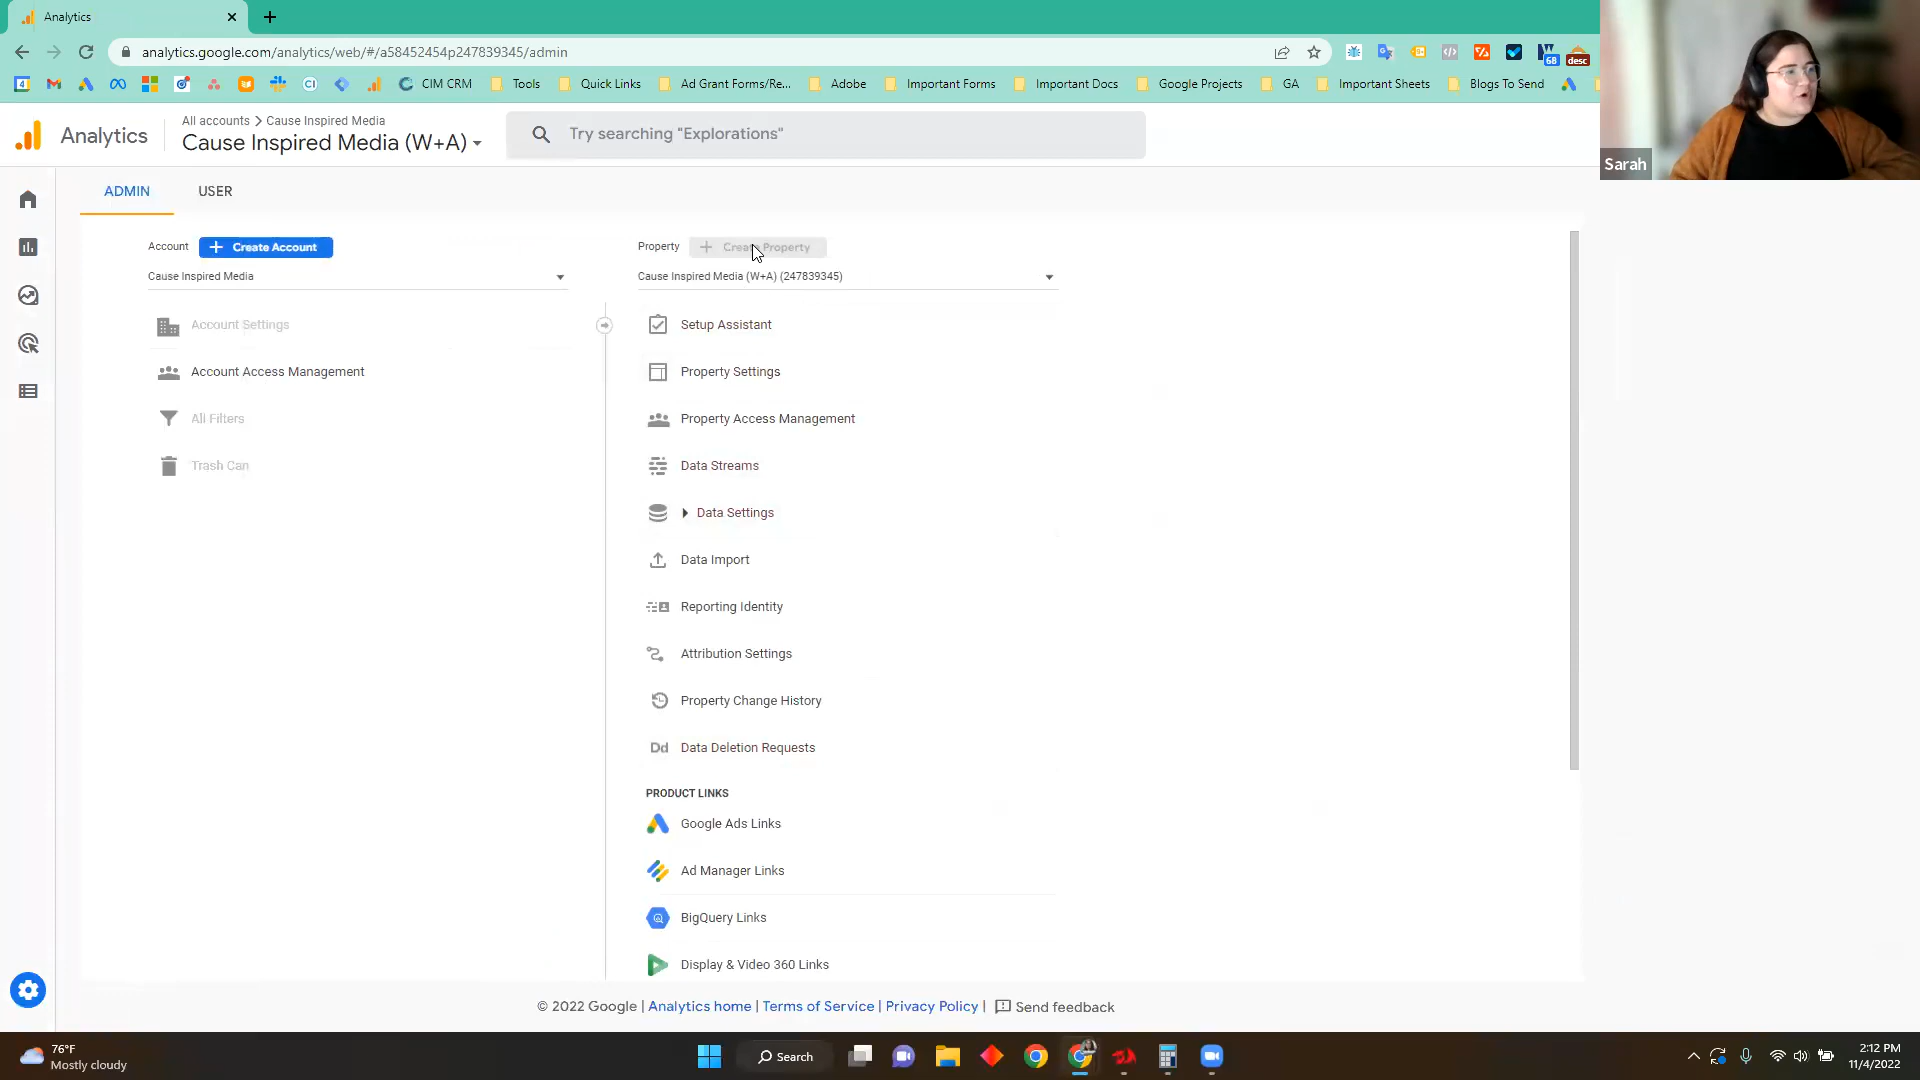 Analytics
analytics.google.com/analytics/web/#/a58452454p247839345/admin
68
desc
4
CI
CIM CRM
Tools
Quick Links
Ad Grant Forms/Re...
Adobe
Important Forms
Important Docs
Google Projects
GA
Important Sheets
Blogs To Send
Analytics
All accounts > Cause Inspired Media
Cause Inspired Media (W+A)
Try searching "Explorations"
Sarah
ADMIN
USER
Account
+ Create Account
Cause Inspired Media
Account Settings
Account Access Management
All Filters
Trash Can
Property
+ Create Property
Cause Inspired Media (W+A) (247839345)
Setup Assistant
Property Settings
Property Access Management
Data Streams
Data Settings
Data Import
Reporting Identity
Attribution Settings
Property Change History
Dd Data Deletion Requests
PRODUCT LINKS
Google Ads Links
Ad Manager Links
BigQuery Links
Display & Video 360 Links
© 2022 Google | Analytics home | Terms of Service | Privacy Policy | Send feedback
76°F
Mostly cloudy
Search
2:12 PM
11/4/2022